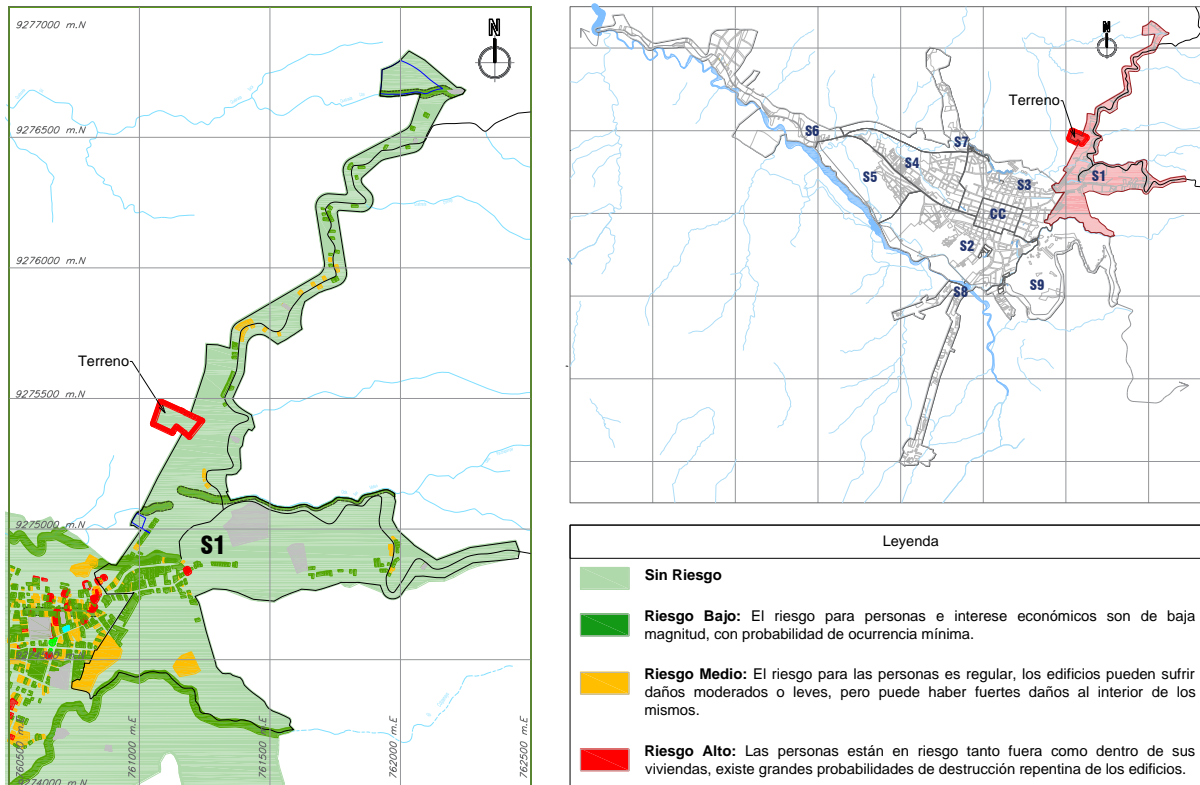 9277000 m.N
N
9276500 m.N
9276000 m.N
Terreno
9275500 m.N
9275000 m.N
S1
9274000 m.N
760500 m.E
761000 m.E
761500 m.E
762000 m.E
762500 m.E
N
Terreno
S6
S7
S4
S5
S3
S1
CC
S2
S8
S9
Leyenda
Sin Riesgo
Riesgo Bajo: El riesgo para personas e interese económicos son de baja
magnitud, con probabilidad de ocurrencia mínima.
Riesgo Medio: El riesgo para las personas es regular, los edificios pueden sufrir
daños moderados o leves, pero puede haber fuertes daños al interior de los
mismos.
Riesgo Alto: Las personas están en riesgo tanto fuera como dentro de sus
viviendas, existe grandes probabilidades de destrucción repentina de los edificios.